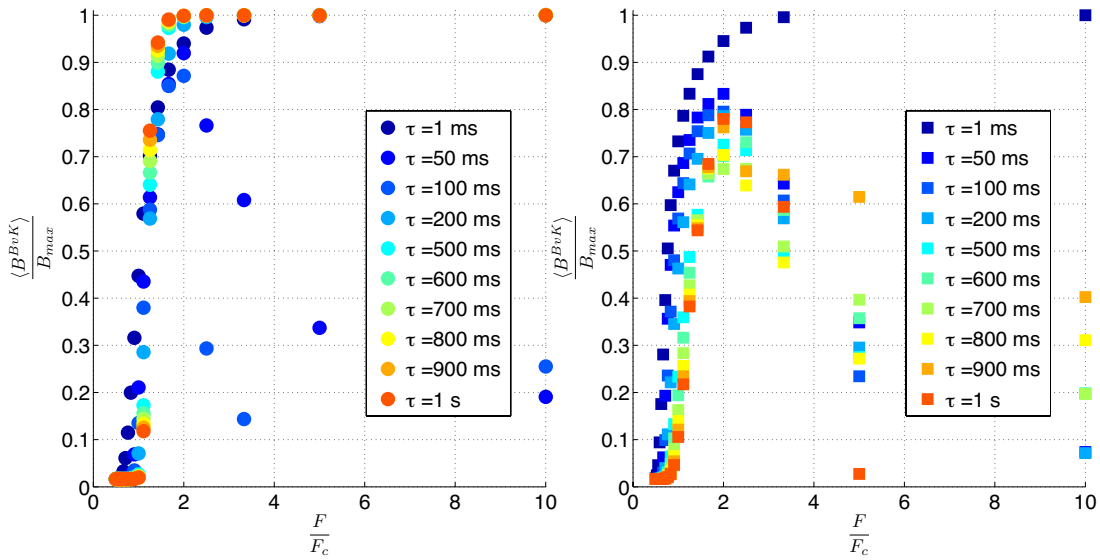 1
0.9
0.8
0.7
0.6
0.5
0.4
0.3
0.2
0.1
0
⟨B^{BvK}⟩
B_{max}
0 2 4 6 8 10
F
F_c
τ =1 ms
τ =50 ms
τ =100 ms
τ =200 ms
τ =500 ms
τ =600 ms
τ =700 ms
τ =800 ms
τ =900 ms
τ =1 s
1
0.9
0.8
0.7
0.6
0.5
0.4
0.3
0.2
0.1
0
⟨B^{BvK}⟩
B_{max}
0 2 4 6 8 10
F
F_c
τ =1 ms
τ =50 ms
τ =100 ms
τ =200 ms
τ =500 ms
τ =600 ms
τ =700 ms
τ =800 ms
τ =900 ms
τ =1 s